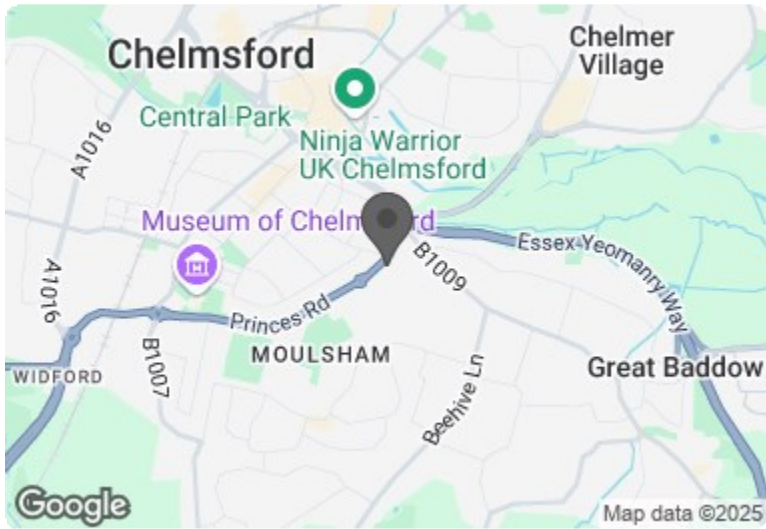 Chelmsford
Chelmer
Village
Central Park
A1016
Ninja Warrior
UK Chelmsford
Museum of Chelmsford
Essex Yeomanry Way
B1009
A1016
Princes Rd
MOULSHAM
B1007
WIDFORD
Great Baddow
Beehive Ln
Google
Map data ©2025